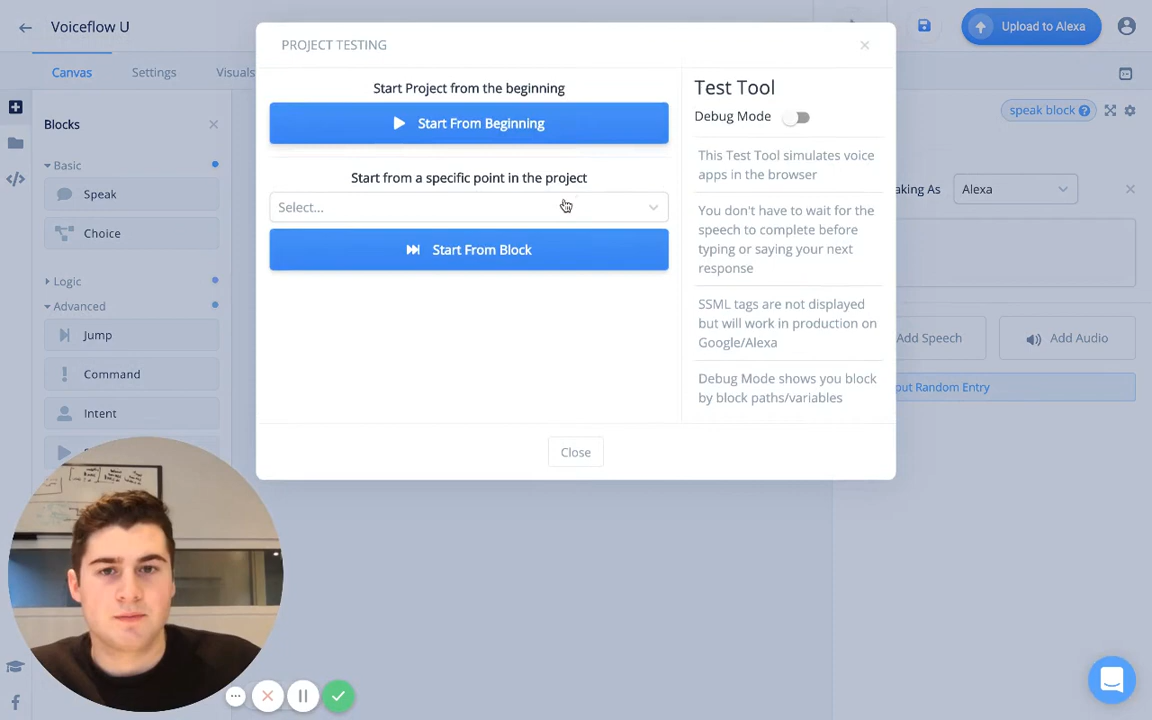 Voiceflow U
Upload to Alexa
Canvas
Settings
Visuals
Blocks
Basic
Speak
Choice
Logic
Advanced
Jump
Command
Intent
PROJECT TESTING
Start Project from the beginning
Start From Beginning
Start from a specific point in the project
Select...
Start From Block
Test Tool
Debug Mode
This Test Tool simulates voice
apps in the browser
You don't have to wait for the
speech to complete before
typing or saying your next
response
SSML tags are not displayed
but will work in production on
Google/Alexa
Debug Mode shows you block
by block paths/variables
Close
speak block ?
aking As
Alexa
Add Speech
Add Audio
put Random Entry